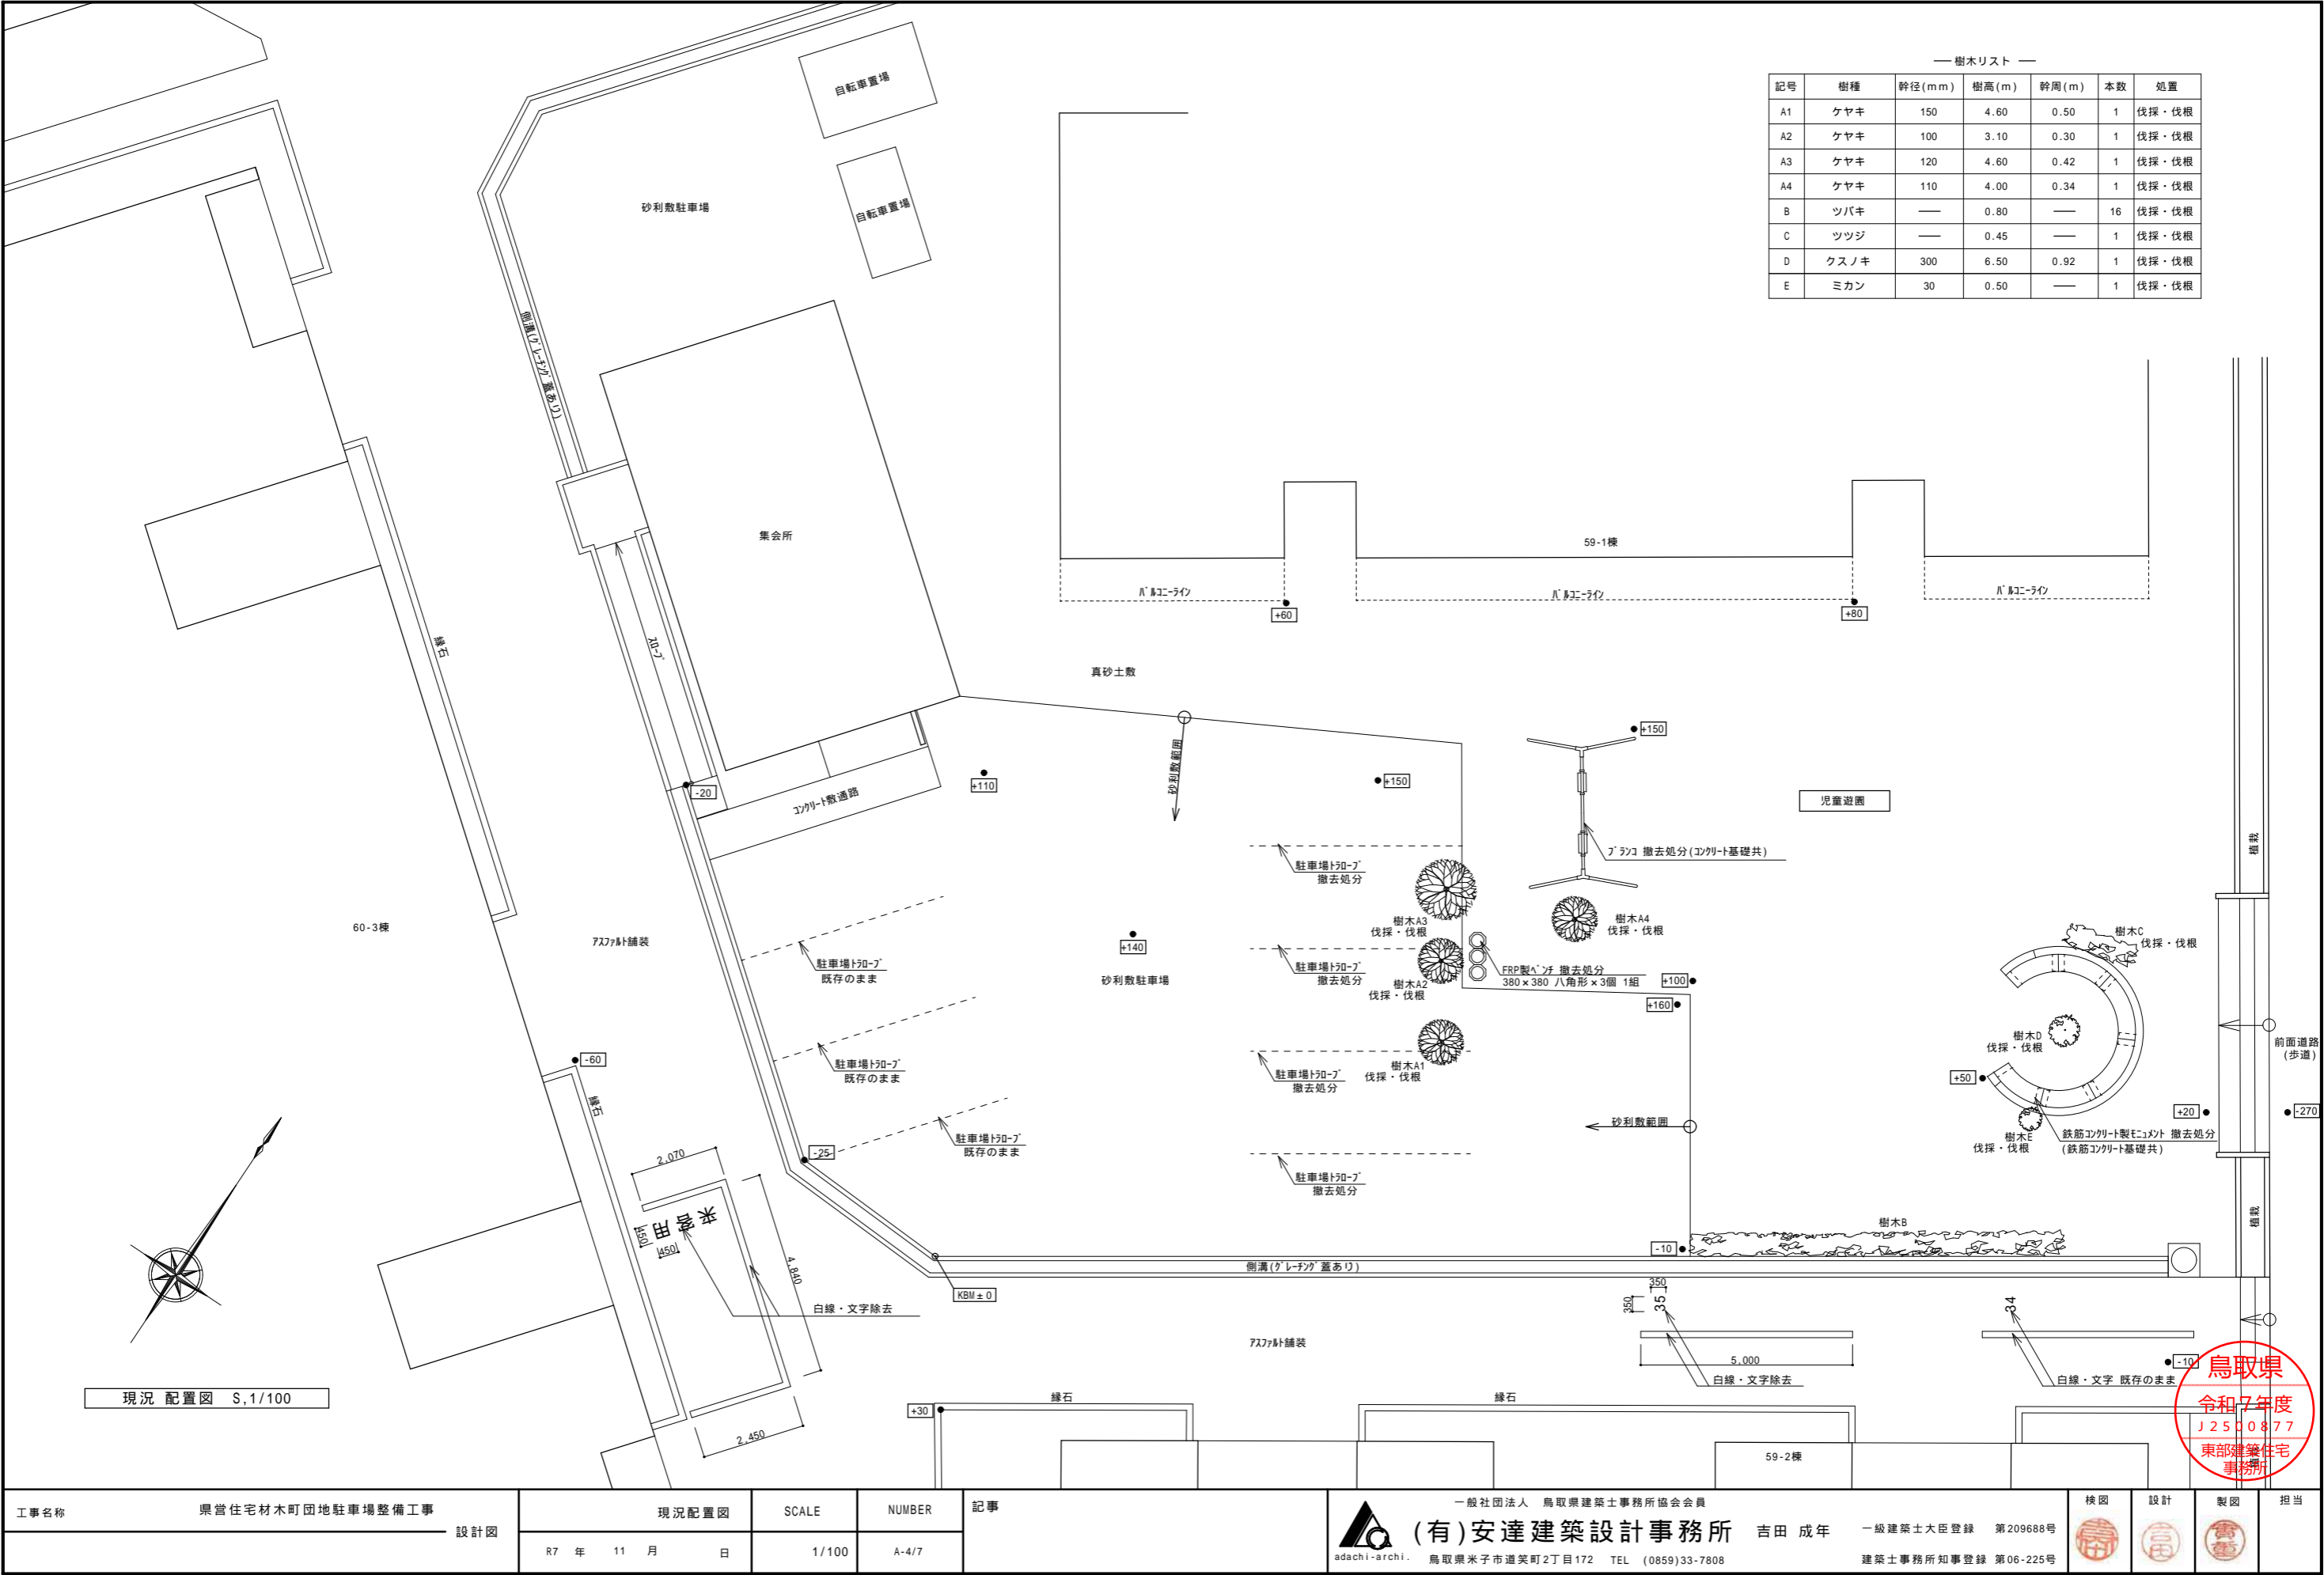 樹木リスト
記号 樹種 幹径(mm) 樹高(m) 幹周(m) 本数 処置
A1 ケヤキ 150 4.60 0.50 1 伐採・伐根
A2 ケヤキ 100 3.10 0.30 1 伐採・伐根
A3 ケヤキ 120 4.60 0.42 1 伐採・伐根
A4 ケヤキ 110 4.00 0.34 1 伐採・伐根
B ツバキ ── 0.80 ── 16 伐採・伐根
C ツツジ ── 0.45 ── 1 伐採・伐根
D クスノキ 300 6.50 0.92 1 伐採・伐根
E ミカン 30 0.50 ── 1 伐採・伐根
自転車置場
自転車置場
砂利敷駐車場
側溝(グレーチング蓋あり)
集会所
59-1棟
バルコニーライン
バルコニーライン
バルコニーライン
+60
+80
縁石
スロープ
真砂土敷
砂利敷範囲
+150
+150
+110
-20
コンクリート敷通路
児童遊園
ブランコ 撤去処分(コンクリート基礎共)
植栽
駐車場トラロープ
撤去処分
樹木A3
伐採・伐根
樹木A4
伐採・伐根
60-3棟
アスファルト舗装
+140
砂利敷駐車場
駐車場トラロープ
既存のまま
駐車場トラロープ
撤去処分
樹木A2
伐採・伐根
FRP製ベンチ 撤去処分
380×380 八角形×3個 1組
+100
+160
樹木C
伐採・伐根
樹木D
伐採・伐根
前面道路
(歩道)
-60
縁石
駐車場トラロープ
既存のまま
駐車場トラロープ
撤去処分
樹木A1
伐採・伐根
+50
+20
-270
砂利敷範囲
樹木E
伐採・伐根
鉄筋コンクリート製モニュメント 撤去処分
(鉄筋コンクリート基礎共)
駐車場トラロープ
既存のまま
-25
駐車場トラロープ
撤去処分
2,070
来客用
450
450
4,840
2,450
白線・文字除去
KBM±0
側溝(グレーチング蓋あり)
-10
樹木B
植栽
350
350
35
34
アスファルト舗装
5,000
白線・文字除去
白線・文字 既存のまま
-10
+30
縁石
縁石
59-2棟
現況 配置図 S,1/100
鳥取県
令和7年度
J2500877
東部建築住宅
事務所
工事名称 県営住宅材木町団地駐車場整備工事 設計図
現況配置図
R7 年 11 月 日
SCALE
1/100
NUMBER
A-4/7
記事
adachi-archi.
一般社団法人 鳥取県建築士事務所協会会員
(有)安達建築設計事務所 吉田 成年
鳥取県米子市道笑町2丁目172 TEL (0859)33-7808
一級建築士大臣登録 第209688号
建築士事務所知事登録 第06-225号
検図 設計 製図 担当